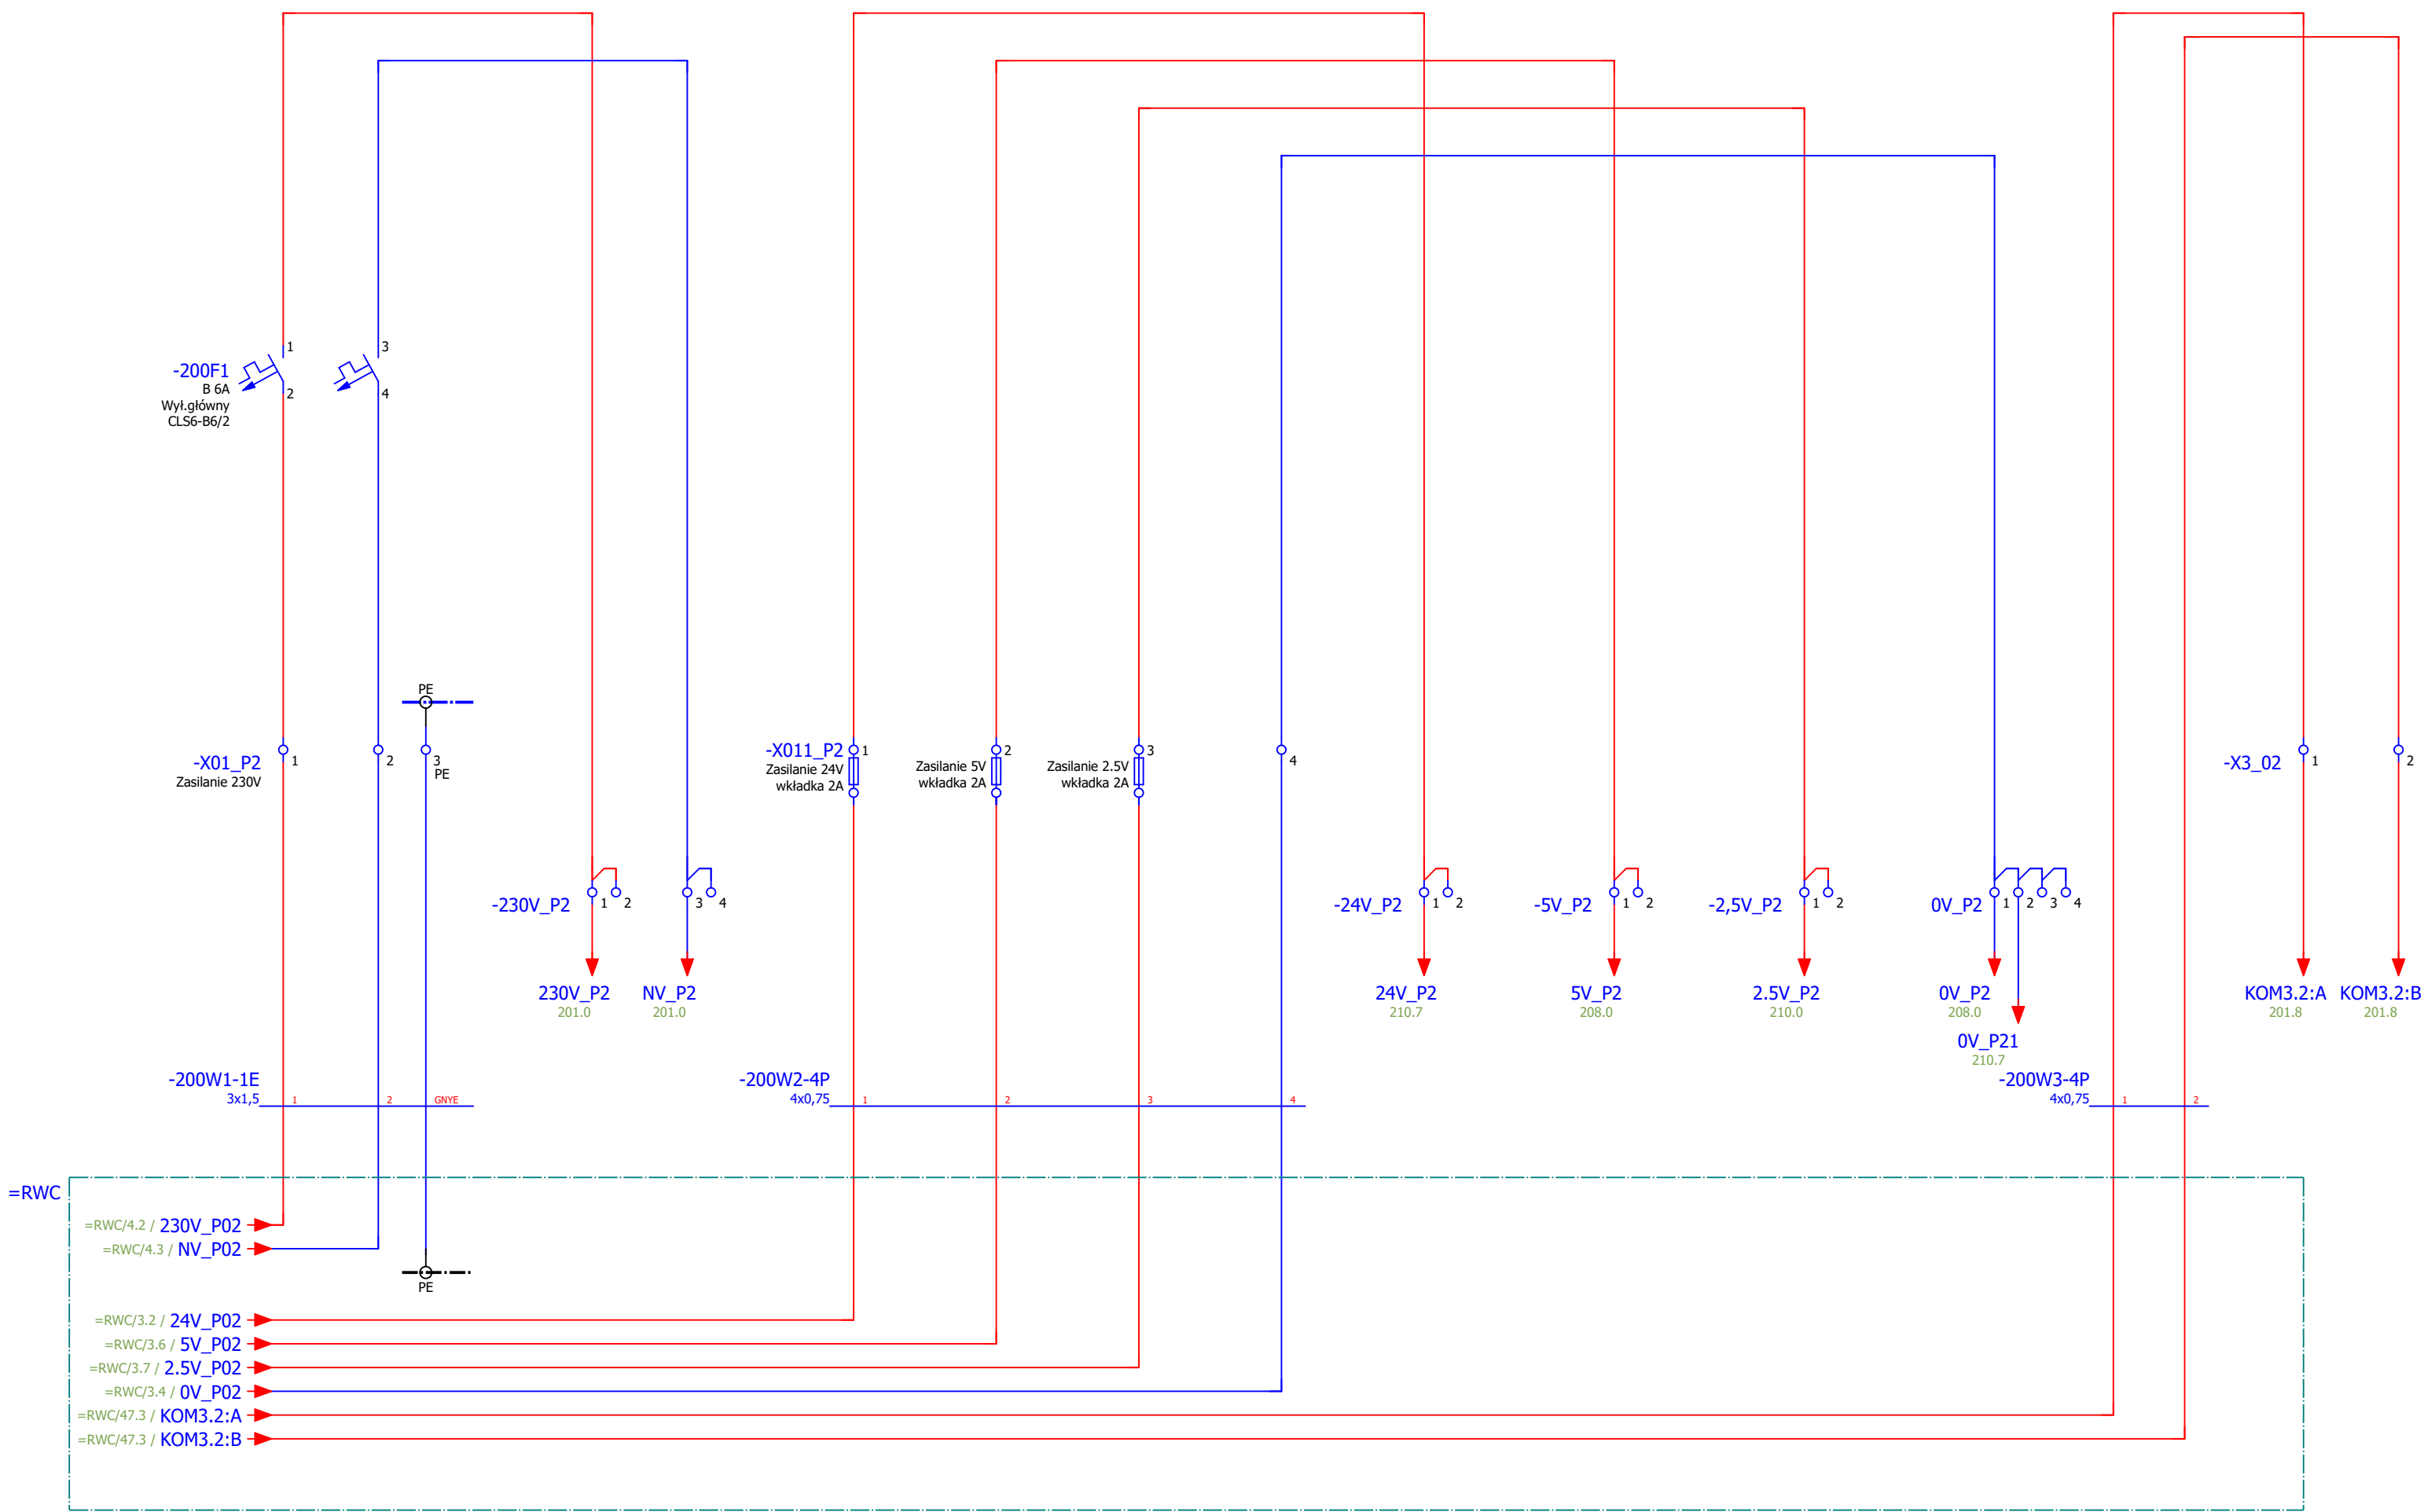 1
3
-200F1
B 6A
Wył.główny
CLS6-B6/2
2
4
PE
-X01_P2
Zasilanie 230V
1
2
3
PE
-X011_P2
Zasilanie 24V
wkładka 2A
1
Zasilanie 5V
wkładka 2A
2
Zasilanie 2.5V
wkładka 2A
3
4
-X3_02
1
2
-230V_P2
1
2
3
4
-24V_P2
1
2
-5V_P2
1
2
-2,5V_P2
1
2
0V_P2
1
2
3
4
230V_P2
201.0
NV_P2
201.0
24V_P2
210.7
5V_P2
208.0
2.5V_P2
210.0
0V_P2
208.0
0V_P21
210.7
KOM3.2:A
201.8
KOM3.2:B
201.8
-200W1-1E
3x1,5
1
2
GNYE
-200W2-4P
4x0,75
1
2
3
4
-200W3-4P
4x0,75
1
2
=RWC
=RWC/4.2 / 230V_P02
=RWC/4.3 / NV_P02
PE
=RWC/3.2 / 24V_P02
=RWC/3.6 / 5V_P02
=RWC/3.7 / 2.5V_P02
=RWC/3.4 / 0V_P02
=RWC/47.3 / KOM3.2:A
=RWC/47.3 / KOM3.2:B